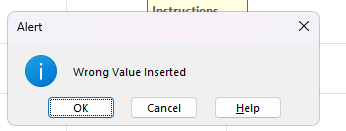 Instructions
Alert
Wrong Value Inserted
OK
Cancel
Help